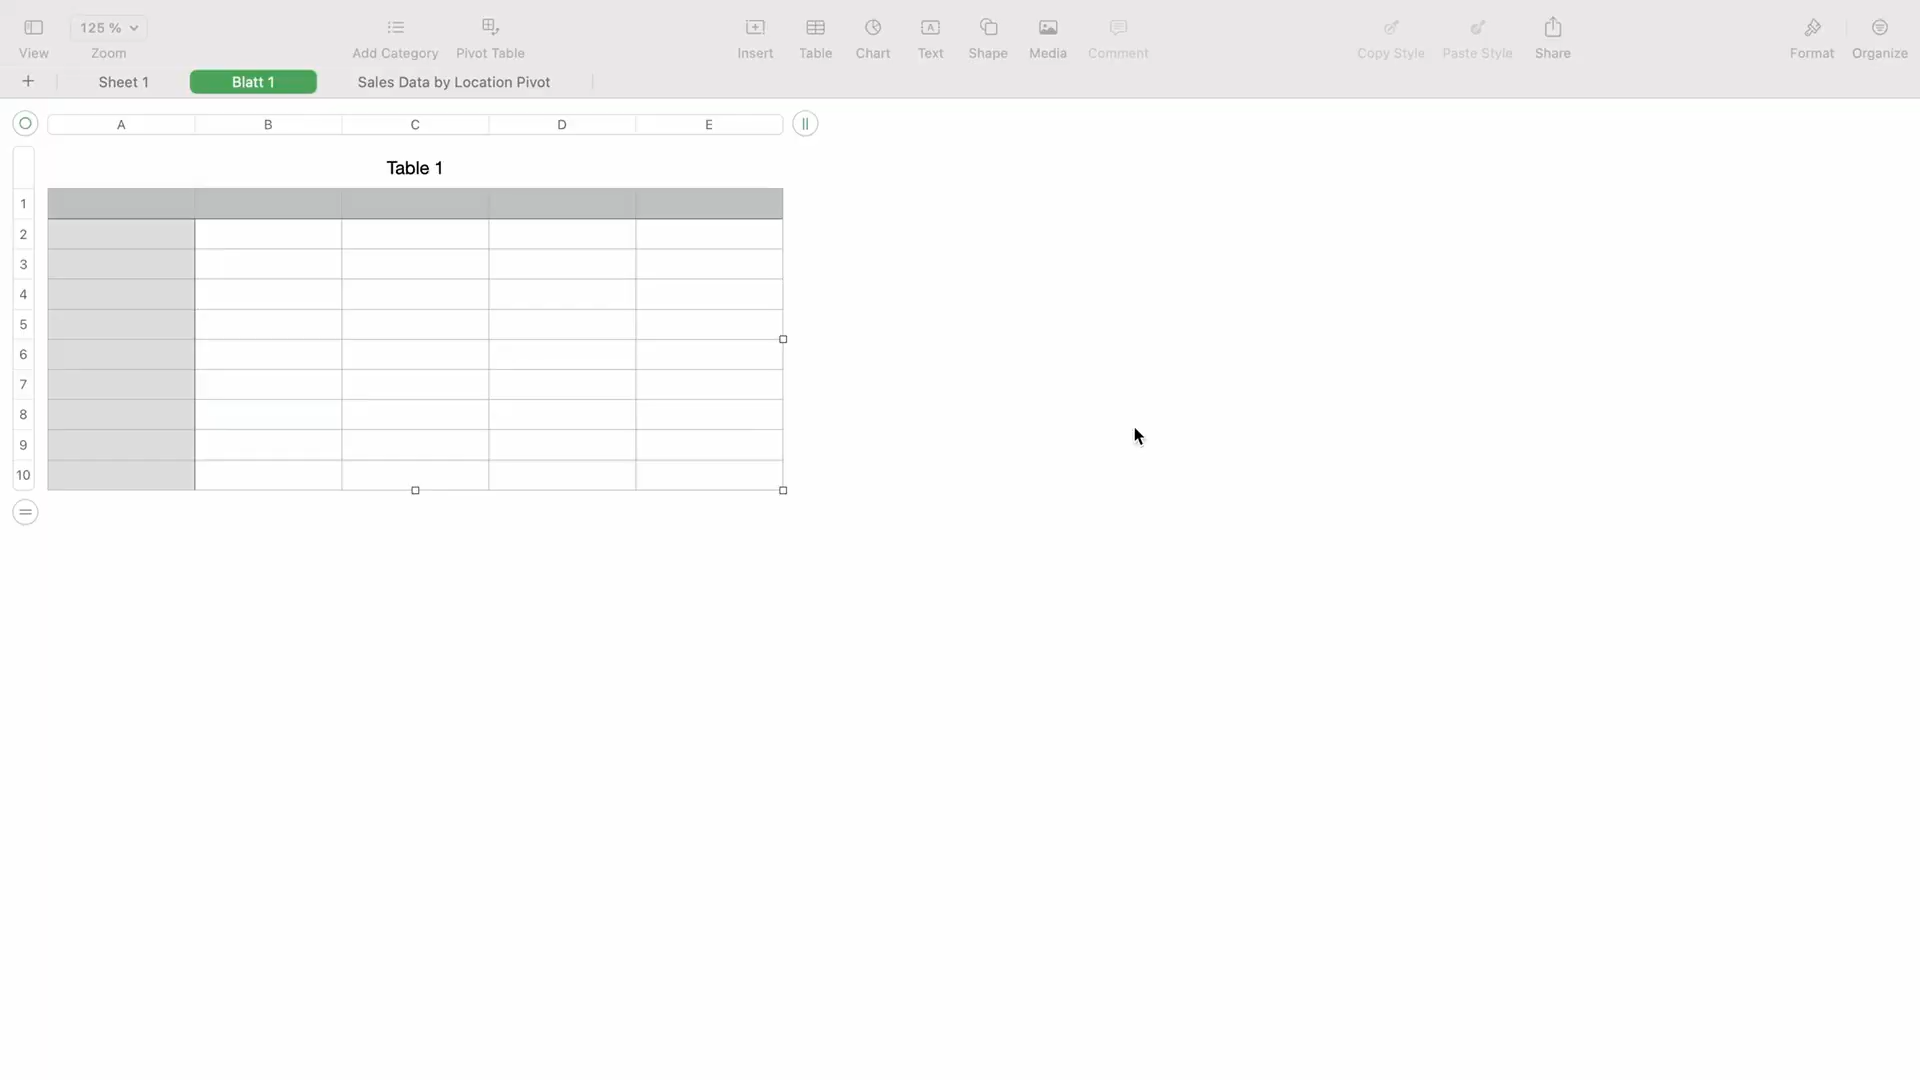 125 %
View
Zoom
Add Category
Pivot Table
Insert
Table
Chart
Text
Shape
Media
Comment
Copy Style
Paste Style
Share
Format
Organize
Sheet 1
Blatt 1
Sales Data by Location Pivot
A
B
C
D
E
Table 1
1
2
3
4
5
6
7
8
9
10